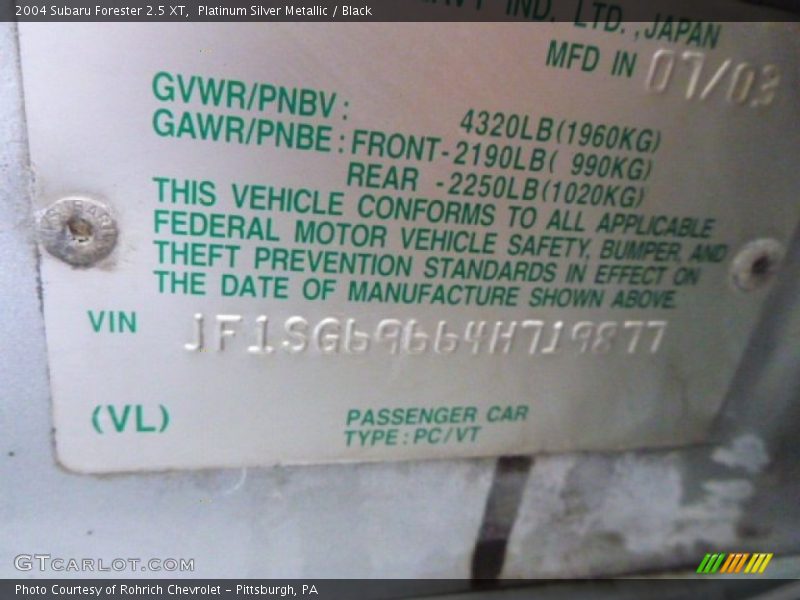 2004 Subaru Forester 2.5 XT, Platinum Silver Metallic / Black
IND. LTD., JAPAN
MFD IN 07/03
GVWR/PNBV: 4320LB(1960KG)
GAWR/PNBE: FRONT-2190LB( 990KG)
REAR -2250LB(1020KG)
THIS VEHICLE CONFORMS TO ALL APPLICABLE
FEDERAL MOTOR VEHICLE SAFETY, BUMPER, AND
THEFT PREVENTION STANDARDS IN EFFECT ON
THE DATE OF MANUFACTURE SHOWN ABOVE.
VIN JF1SG69664H719877
(VL) PASSENGER CAR
TYPE: PC/VT
GTCARLOT.COM
Photo Courtesy of Rohrich Chevrolet - Pittsburgh, PA